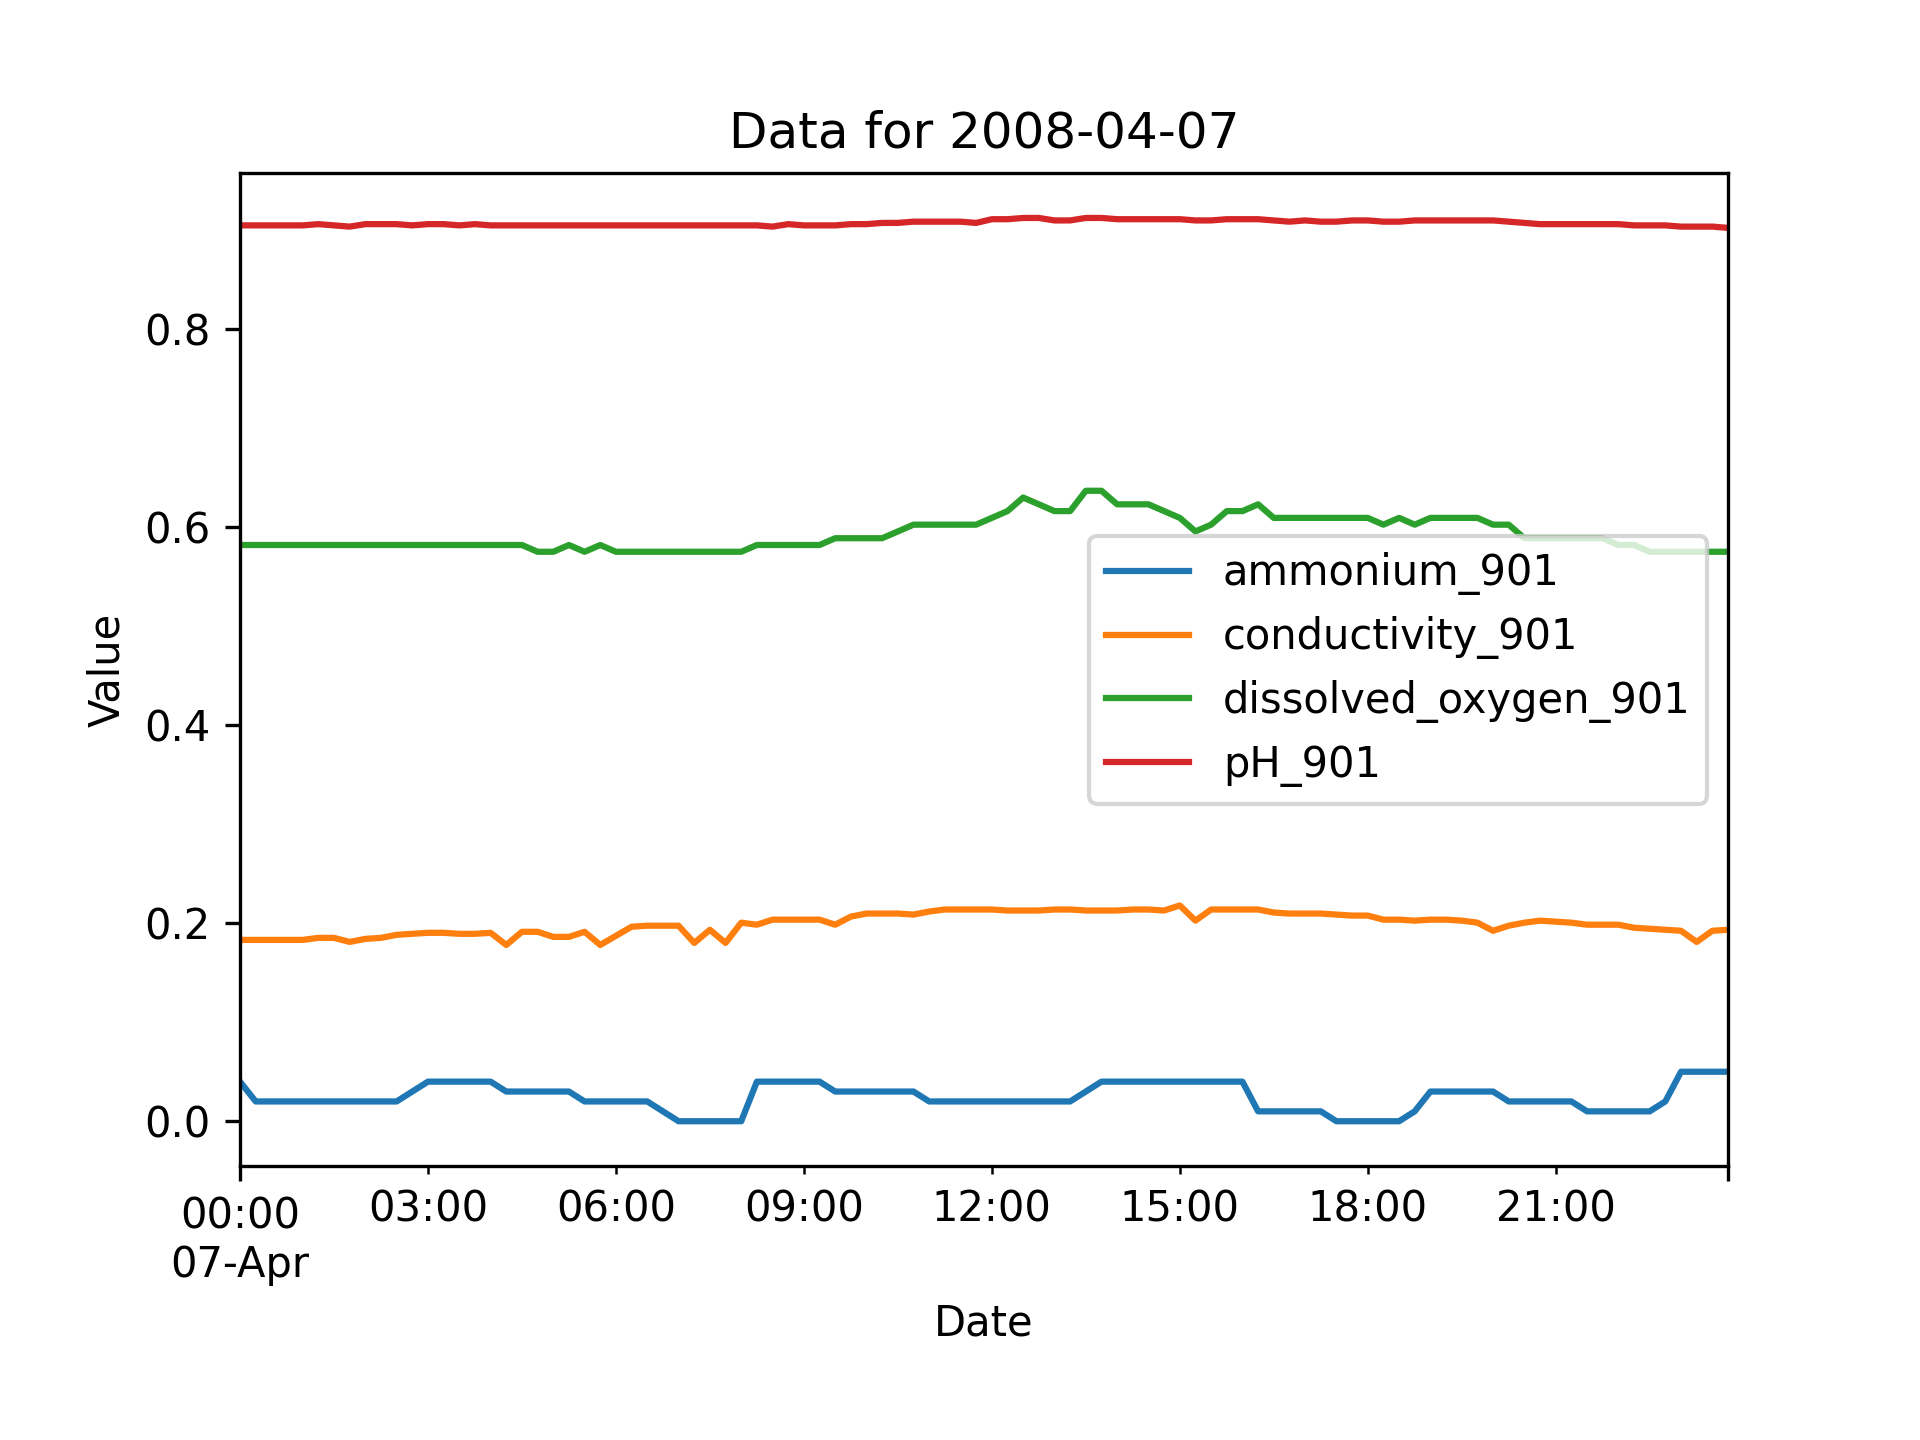 Data for 2008-04-07
0.8
0.6
0.4
0.2
0.0
Value
ammonium_901
conductivity_901
dissolved_oxygen_901
pH_901
00:00 03:00 06:00 09:00 12:00 15:00 18:00 21:00
07-Apr
Date